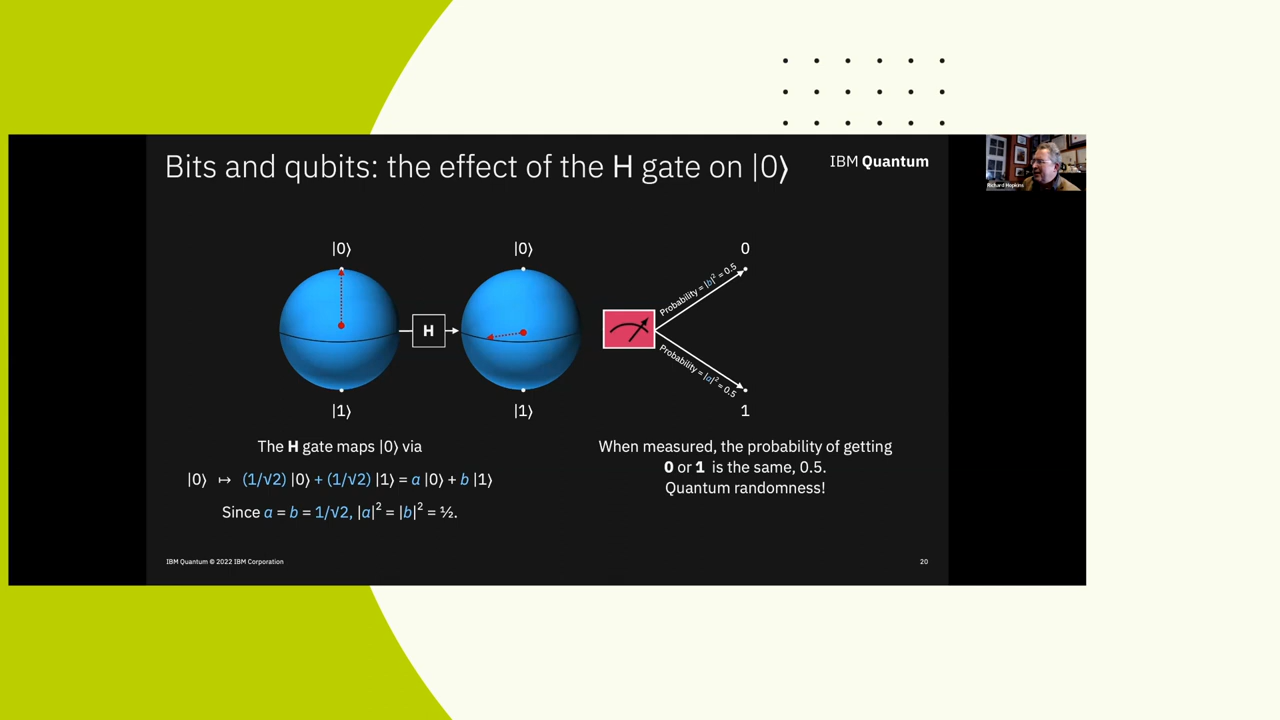 Bits and qubits: the effect of the H gate on |0⟩
IBM Quantum
Richard Hopkins
|0⟩
|0⟩
0
Probability = |b|² = 0.5
H
Probability = |a|² = 0.5
|1⟩
|1⟩
1
The H gate maps |0⟩ via
|0⟩ ↦ (1/√2) |0⟩ + (1/√2) |1⟩ = a |0⟩ + b |1⟩
Since a = b = 1/√2, |a|² = |b|² = ½.
When measured, the probability of getting
0 or 1 is the same, 0.5.
Quantum randomness!
IBM Quantum © 2022 IBM Corporation
20